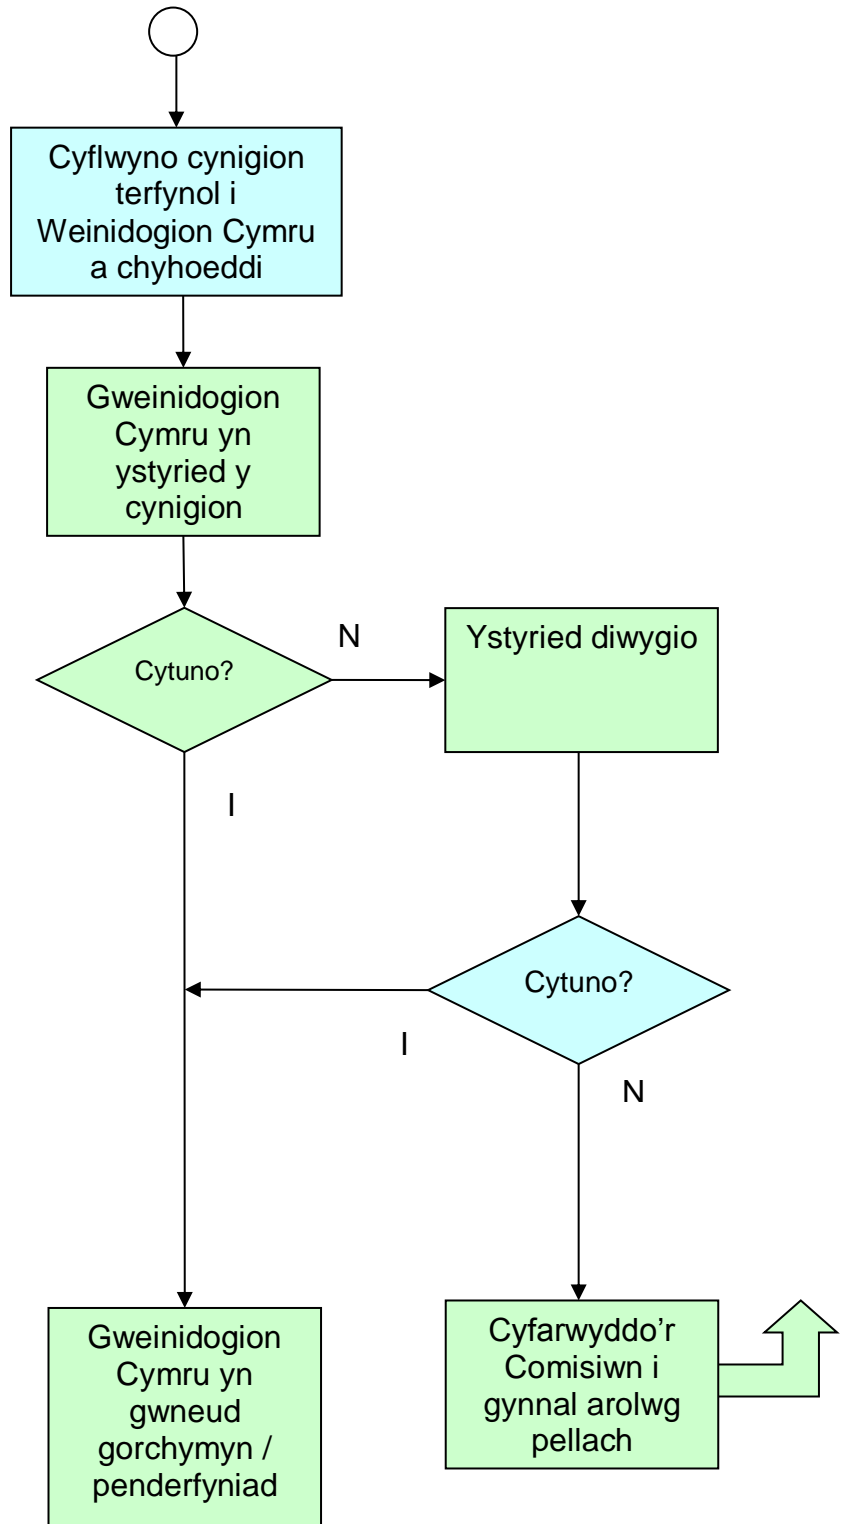 Cyflwyno cynigion
terfynol i
Weinidogion Cymru
a chyhoeddi
Gweinidogion
Cymru yn
ystyried y
cynigion
Cytuno?
N
Ystyried diwygio
I
Cytuno?
I
N
Gweinidogion
Cymru yn
gwneud
gorchymyn /
penderfyniad
Cyfarwyddo’r
Comisiwn i
gynnal arolwg
pellach